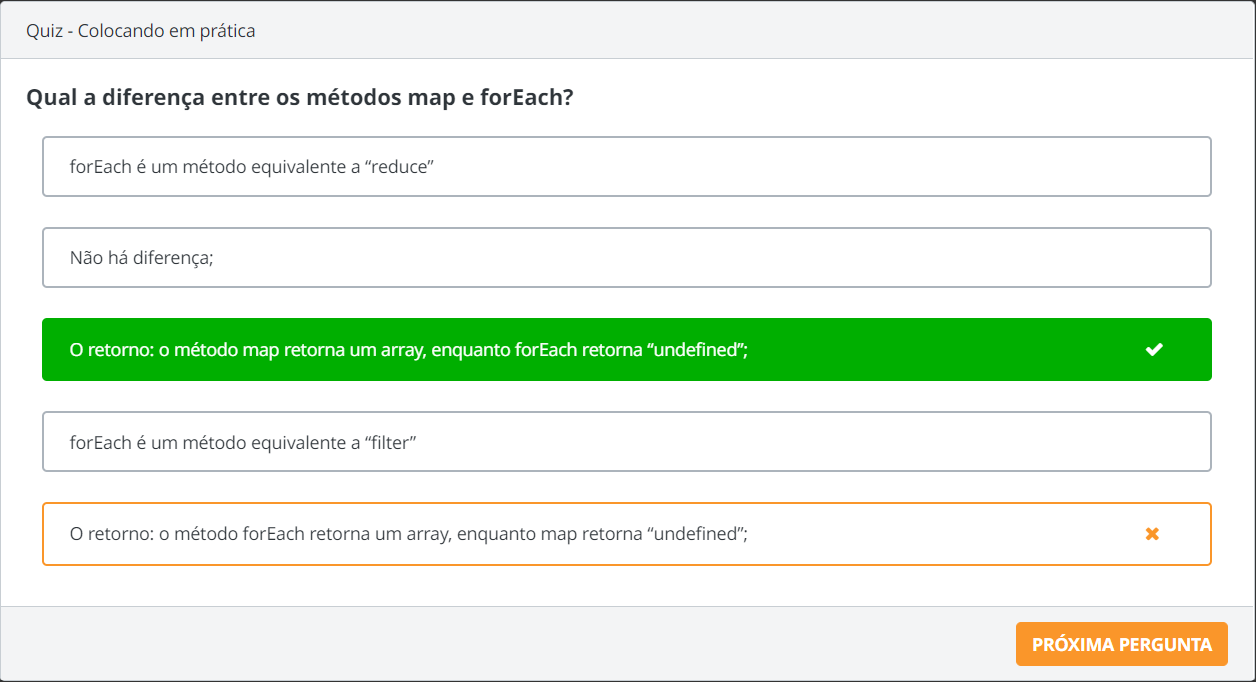 Quiz - Colocando em prática
Qual a diferença entre os métodos map e forEach?
forEach é um método equivalente a “reduce”
Não há diferença;
O retorno: o método map retorna um array, enquanto forEach retorna “undefined”;
forEach é um método equivalente a “filter”
O retorno: o método forEach retorna um array, enquanto map retorna “undefined”;
PRÓXIMA PERGUNTA